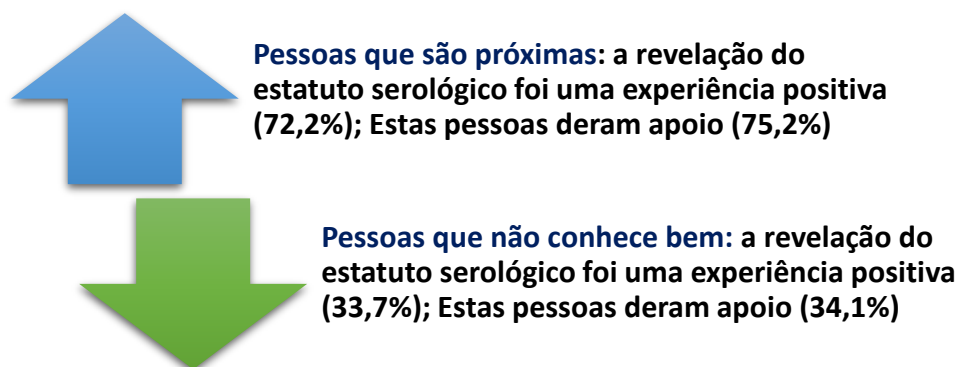 Pessoas que são próximas: a revelação do
estatuto serológico foi uma experiência positiva
(72,2%); Estas pessoas deram apoio (75,2%)
Pessoas que não conhece bem: a revelação do
estatuto serológico foi uma experiência positiva
(33,7%); Estas pessoas deram apoio (34,1%)